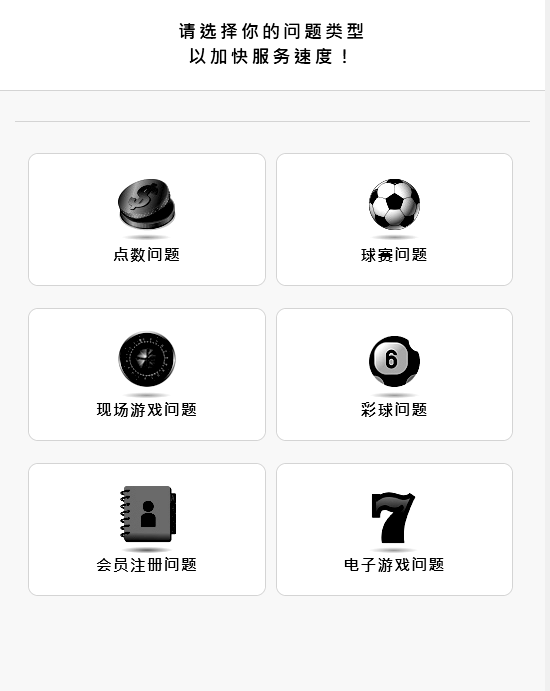 请选择你的问题类型
以加快服务速度！
点数问题
球赛问题
现场游戏问题
6
彩球问题
会员注册问题
7
电子游戏问题